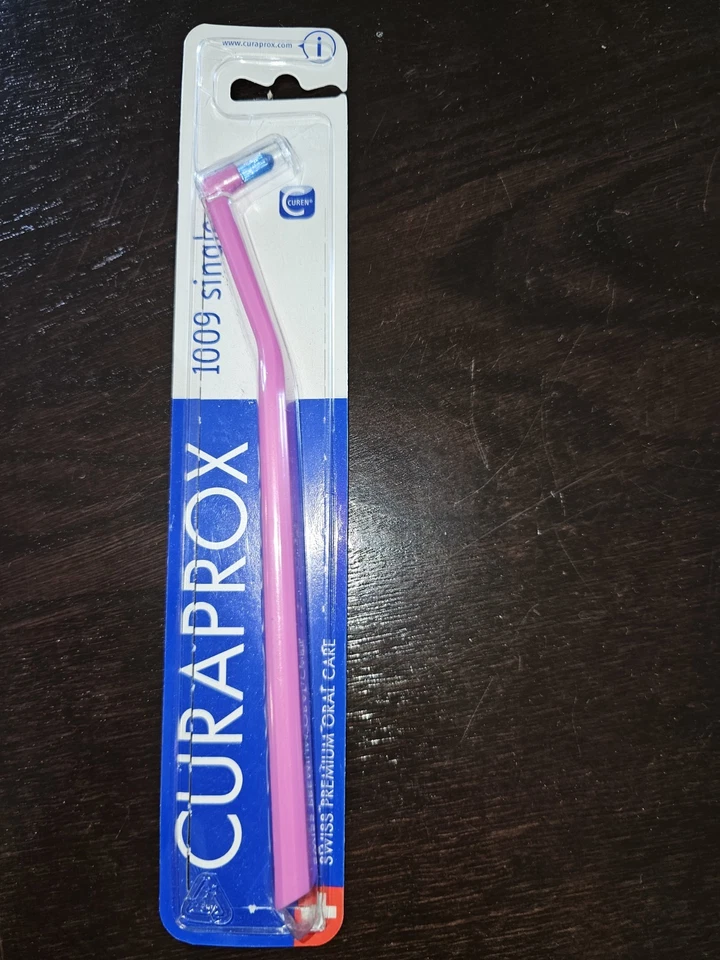 www.curaprox.com
i
CUREN®
1009 single
CURAPROX
SWISS PREMIUM ORAL CARE